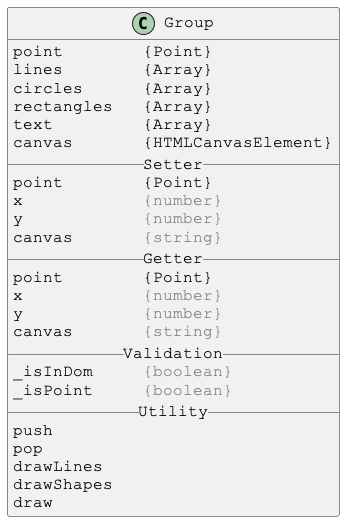 C Group
point {Point}
lines {Array}
circles {Array}
rectangles {Array}
text {Array}
canvas {HTMLCanvasElement}
Setter
point {Point}
x {number}
y {number}
canvas {string}
Getter
point {Point}
x {number}
y {number}
canvas {string}
Validation
_isInDom {boolean}
_isPoint {boolean}
Utility
push
pop
drawLines
drawShapes
draw